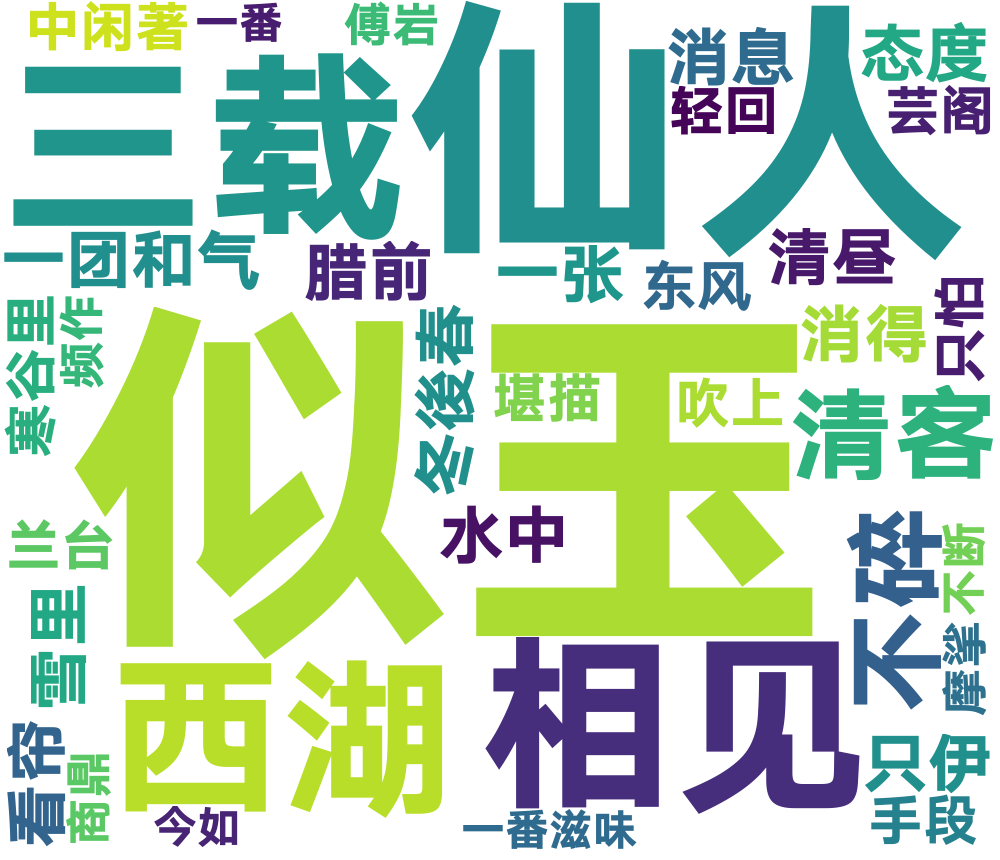 中闲著
一番
傅岩
三载
仙人
消息
态度
轻回
芸阁
一团和气
腊前
一张
东风
清昼
寒谷里
频作
冬後春
消得
只怕
似玉
堪描
吹上
清客
水中
三台
不碎
不断
雪里
西湖
相见
摩挲
看帘
商鼎
只伊
今如
一番滋味
手段